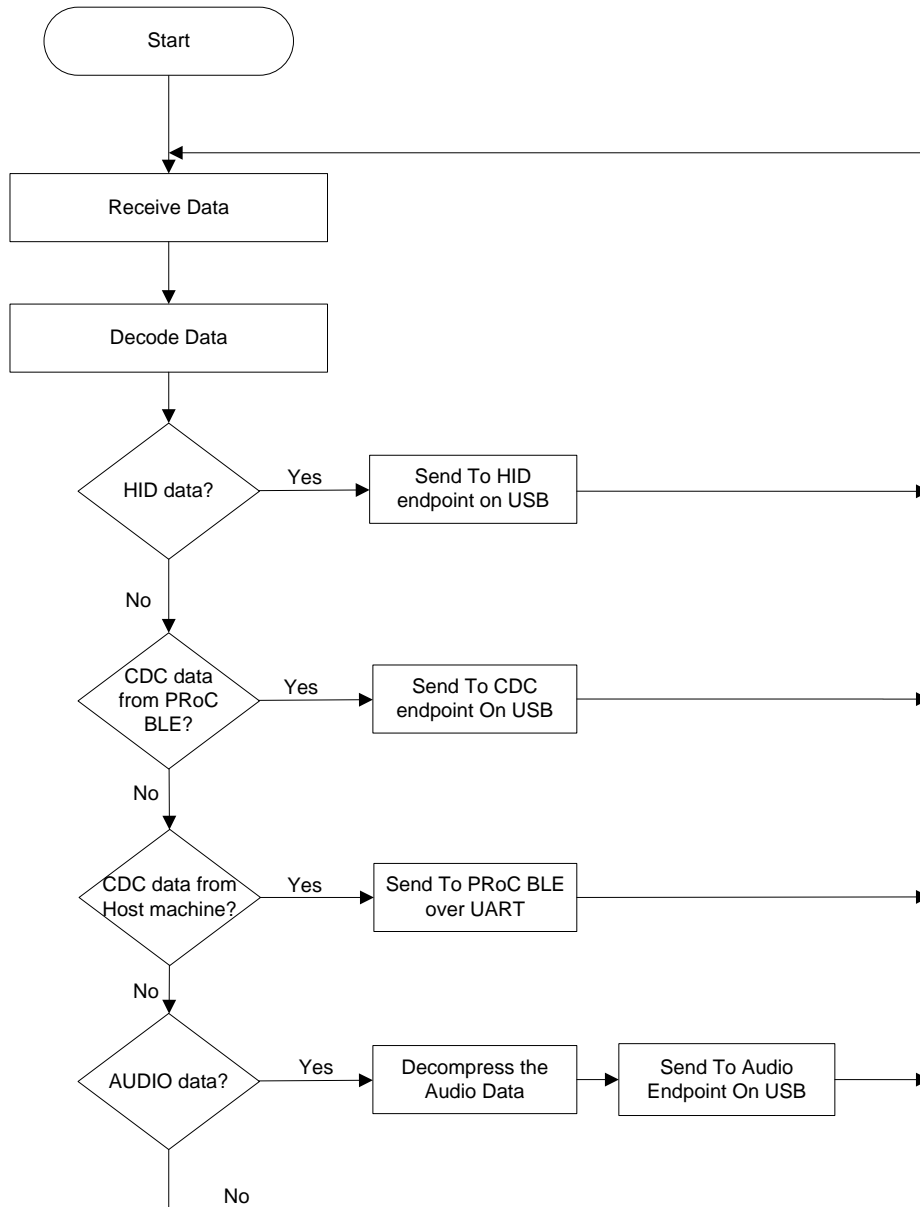 Start
Receive Data
Decode Data
HID data?
Yes
Send To HID
endpoint on USB
No
CDC data
from PRoC
BLE?
Yes
Send To CDC
endpoint On USB
No
CDC data from
Host machine?
Yes
Send To PRoC BLE
over UART
No
AUDIO data?
Yes
Decompress the
Audio Data
Send To Audio
Endpoint On USB
No